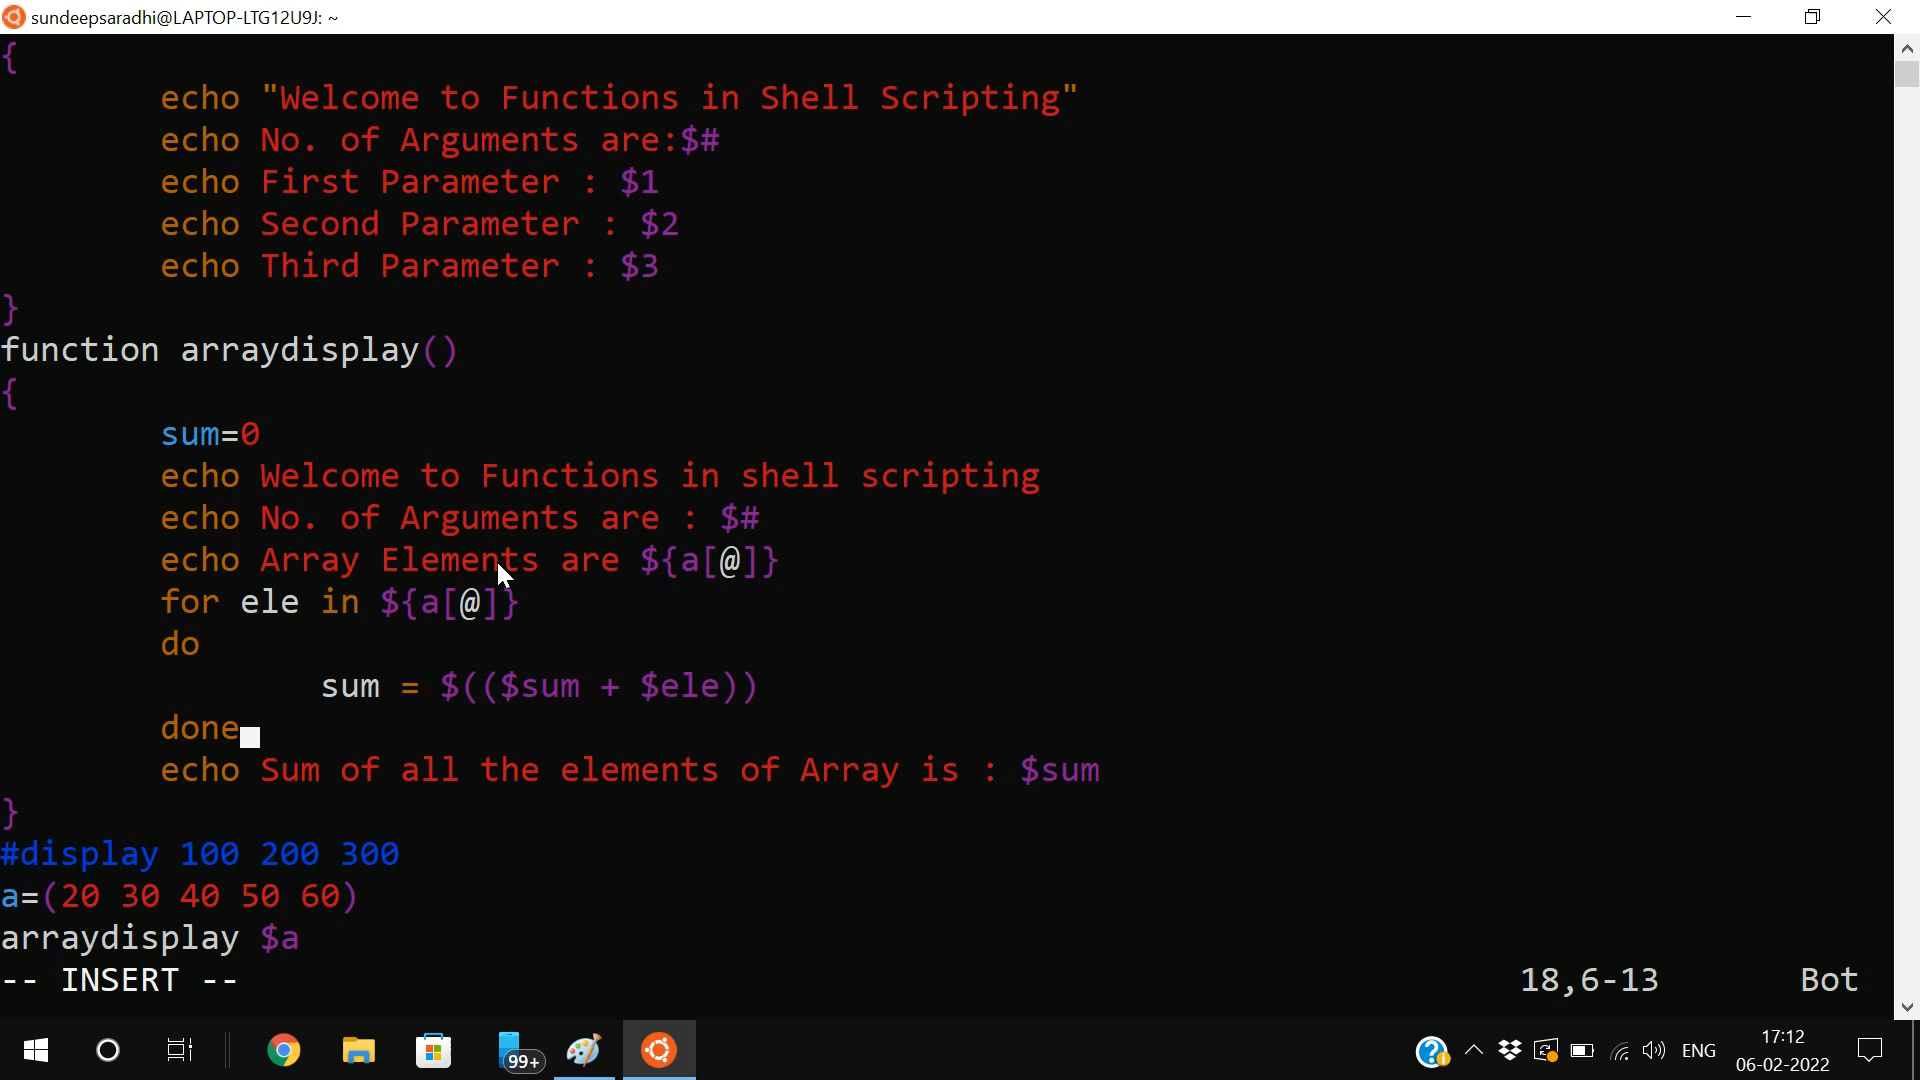 sundeepsaradhi@LAPTOP-LTG12U9J: ~
{
        echo "Welcome to Functions in Shell Scripting"
        echo No. of Arguments are:$#
        echo First Parameter : $1
        echo Second Parameter : $2
        echo Third Parameter : $3
}
function arraydisplay()
{
        sum=0
        echo Welcome to Functions in shell scripting
        echo No. of Arguments are : $#
        echo Array Elements are ${a[@]}
        for ele in ${a[@]}
        do
                sum = $(($sum + $ele))
        done
        echo Sum of all the elements of Array is : $sum
}
#display 100 200 300
a=(20 30 40 50 60)
arraydisplay $a
-- INSERT -- 18,6-13 Bot
99+ ENG 17:12
06-02-2022